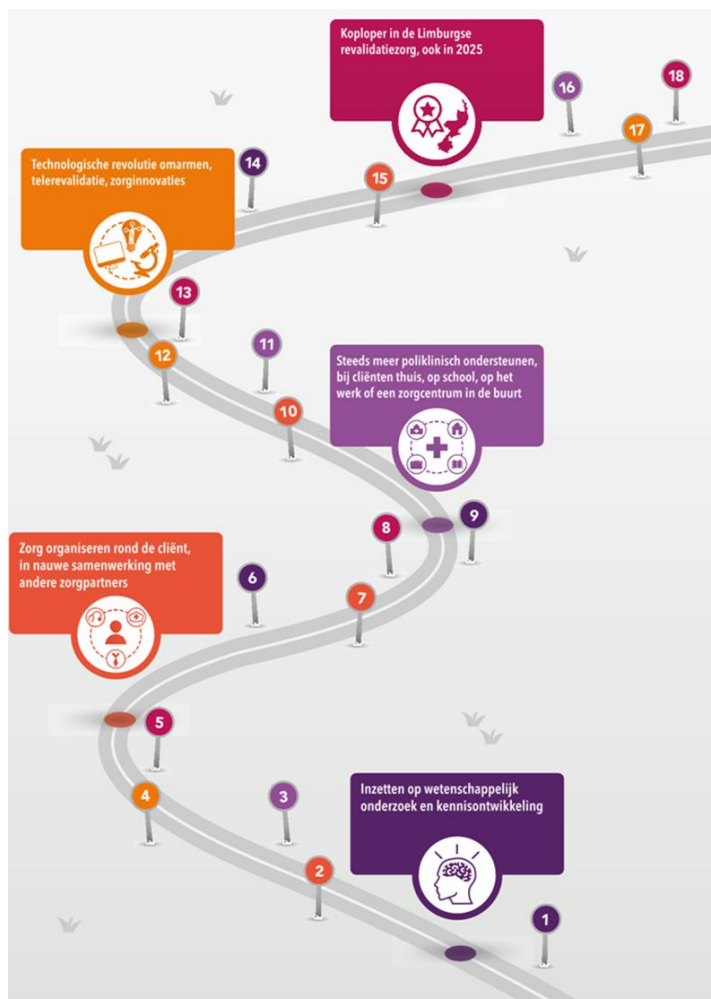 Koploper in de Limburgse
revalidatiezorg, ook in 2025
18
16
17
14
Technologische revolutie omarmen,
telerevalidatie, zorginnovaties
15
13
11
12
Steeds meer poliklinisch ondersteunen,
bij cliënten thuis, op school, op het
werk of een zorgcentrum in de buurt
10
9
8
Zorg organiseren rond de cliënt,
in nauwe samenwerking met
andere zorgpartners
6
7
5
Inzetten op wetenschappelijk
onderzoek en kennisontwikkeling
4
3
2
1